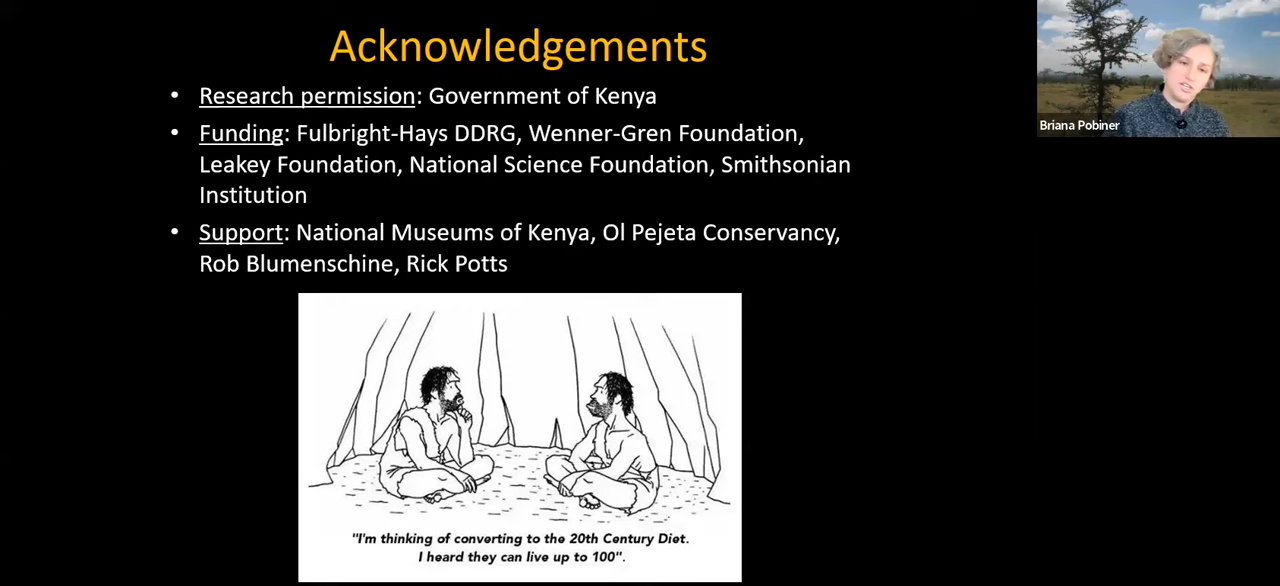 Acknowledgements
• Research permission: Government of Kenya
• Funding: Fulbright-Hays DDRG, Wenner-Gren Foundation,
Leakey Foundation, National Science Foundation, Smithsonian
Institution
• Support: National Museums of Kenya, Ol Pejeta Conservancy,
Rob Blumenschine, Rick Potts
"I'm thinking of converting to the 20th Century Diet.
I heard they can live up to 100".
Briana Pobiner